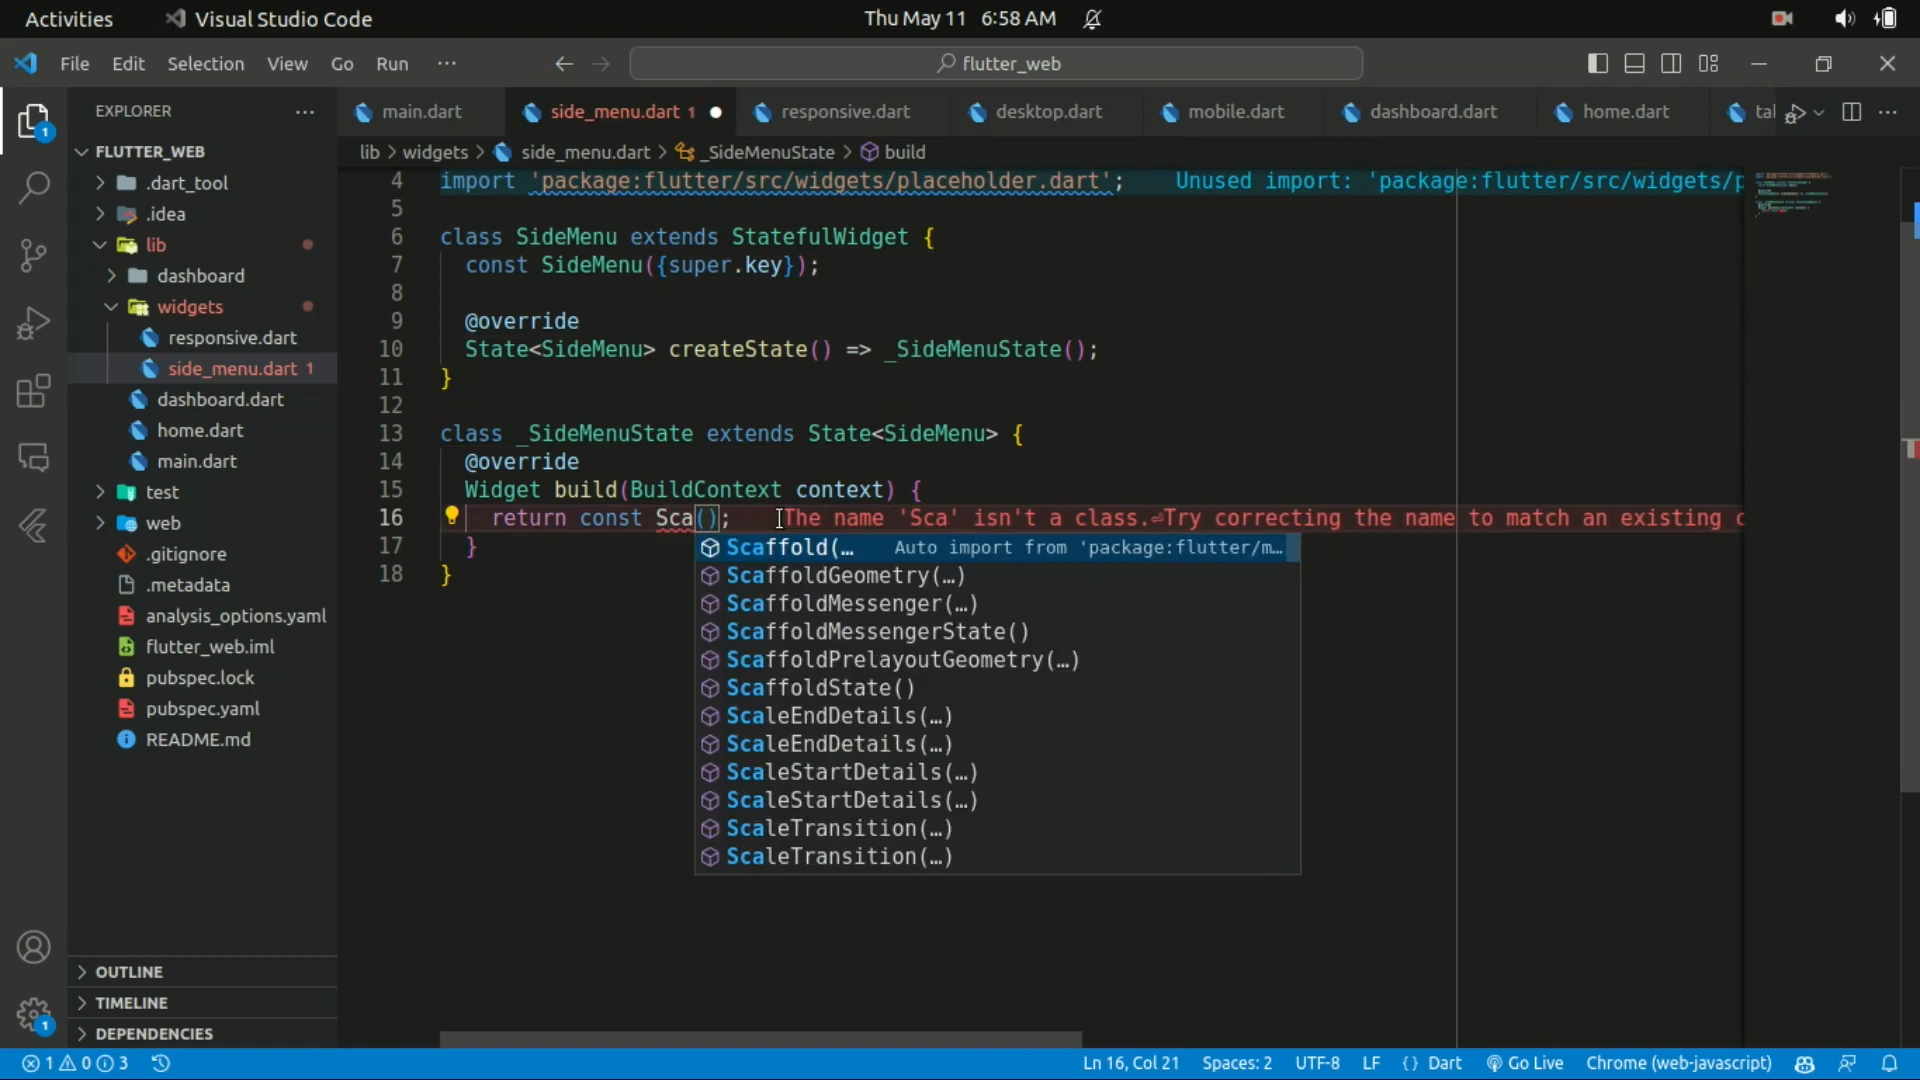 Activities
Visual Studio Code
Thu May 11 6:58 AM
File Edit Selection View Go Run ···
flutter_web
EXPLORER
main.dart
side_menu.dart 1
responsive.dart
desktop.dart
mobile.dart
dashboard.dart
home.dart
tal
lib > widgets > side_menu.dart > _SideMenuState > build
FLUTTER_WEB
.dart_tool
.idea
lib
dashboard
widgets
responsive.dart
side_menu.dart 1
dashboard.dart
home.dart
main.dart
test
web
.gitignore
.metadata
analysis_options.yaml
flutter_web.iml
pubspec.lock
pubspec.yaml
README.md
OUTLINE
TIMELINE
DEPENDENCIES
1
1
4 import 'package:flutter/src/widgets/placeholder.dart'; Unused import: 'package:flutter/src/widgets/p
5
6 class SideMenu extends StatefulWidget {
7 const SideMenu({super.key});
8
9 @override
10 State<SideMenu> createState() => _SideMenuState();
11 }
12
13 class _SideMenuState extends State<SideMenu> {
14 @override
15 Widget build(BuildContext context) {
16 return const Sca(); The name 'Sca' isn't a class.⏎Try correcting the name to match an existing c
17 }
18 }
Scaffold(… Auto import from 'package:flutter/m…
ScaffoldGeometry(…)
ScaffoldMessenger(…)
ScaffoldMessengerState()
ScaffoldPrelayoutGeometry(…)
ScaffoldState()
ScaleEndDetails(…)
ScaleEndDetails(…)
ScaleStartDetails(…)
ScaleStartDetails(…)
ScaleTransition(…)
ScaleTransition(…)
1 0 3
Ln 16, Col 21 Spaces: 2 UTF-8 LF {} Dart Go Live Chrome (web-javascript)